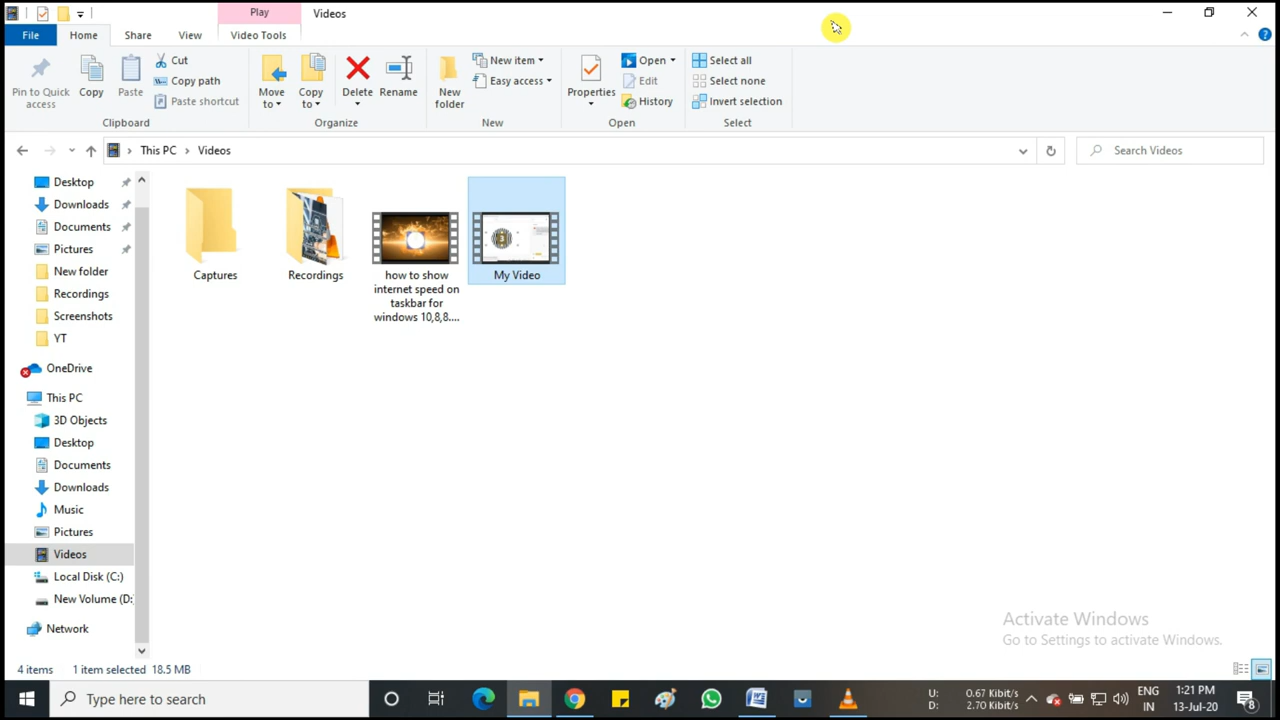 Play
Videos
File
Home
Share
View
Video Tools
Pin to Quick
access
Copy
Paste
Cut
Copy path
Paste shortcut
Clipboard
Move
to
Copy
to
Delete
Rename
Organize
New
folder
New item
Easy access
New
Properties
Open
Edit
History
Open
Select all
Select none
Invert selection
Select
This PC
Videos
Search Videos
Desktop
Downloads
Documents
Pictures
New folder
Recordings
Screenshots
YT
OneDrive
This PC
3D Objects
Desktop
Documents
Downloads
Music
Pictures
Videos
Local Disk (C:)
New Volume (D:
Network
Captures
Recordings
how to show
internet speed on
taskbar for
windows 10,8,8....
My Video
Activate Windows
Go to Settings to activate Windows.
4 items
1 item selected 18.5 MB
Type here to search
U: 0.67 Kibit/s
D: 2.70 Kibit/s
ENG
IN
1:21 PM
13-Jul-20
8